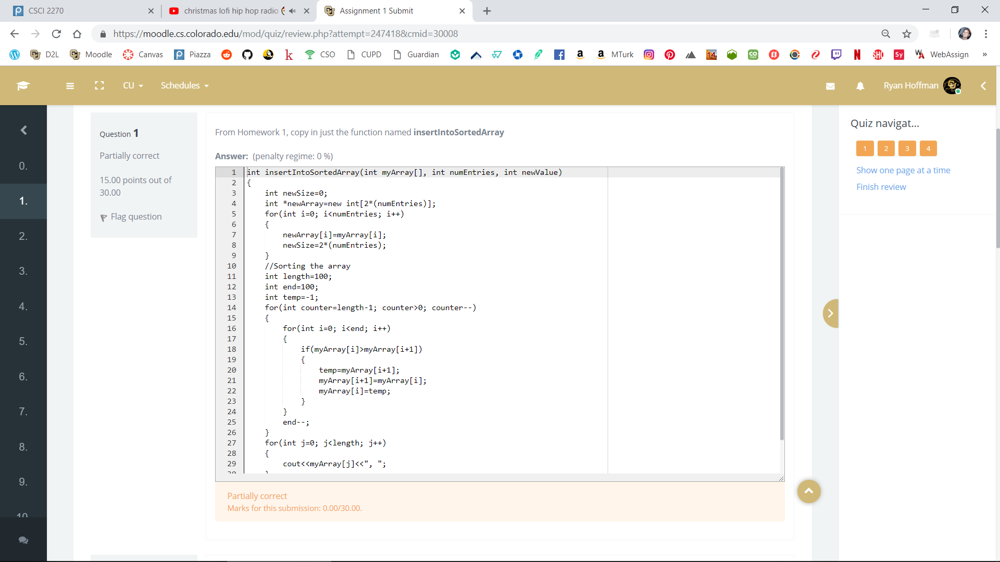 CSCI 2270
christmas lofi hip hop radio
Assignment 1 Submit
https://moodle.cs.colorado.edu/mod/quiz/review.php?attempt=247418&cmid=30008
D2L
Moodle
Canvas
Piazza
k
CSO
CUPD
Guardian
a
a MTurk
14
CO
N
SHO
Sy
WA WebAssign
»
CU
Schedules
Ryan Hoffman
0.
1.
2.
3.
4.
5.
6.
7.
8.
9.
10
Question 1
Partially correct
15.00 points out of
30.00
Flag question
From Homework 1, copy in just the function named insertIntoSortedArray
Answer: (penalty regime: 0 %)
1 int insertIntoSortedArray(int myArray[], int numEntries, int newValue)
2 {
3 int newSize=0;
4 int *newArray=new int[2*(numEntries)];
5 for(int i=0; i<numEntries; i++)
6 {
7 newArray[i]=myArray[i];
8 newSize=2*(numEntries);
9 }
10 //Sorting the array
11 int length=100;
12 int end=100;
13 int temp=-1;
14 for(int counter=length-1; counter>0; counter--)
15 {
16 for(int i=0; i<end; i++)
17 {
18 if(myArray[i]>myArray[i+1])
19 {
20 temp=myArray[i+1];
21 myArray[i+1]=myArray[i];
22 myArray[i]=temp;
23 }
24 }
25 end--;
26 }
27 for(int j=0; j<length; j++)
28 {
29 cout<<myArray[j]<<", ";
30 }
Partially correct
Marks for this submission: 0.00/30.00.
Quiz navigat...
1 2 3 4
Show one page at a time
Finish review